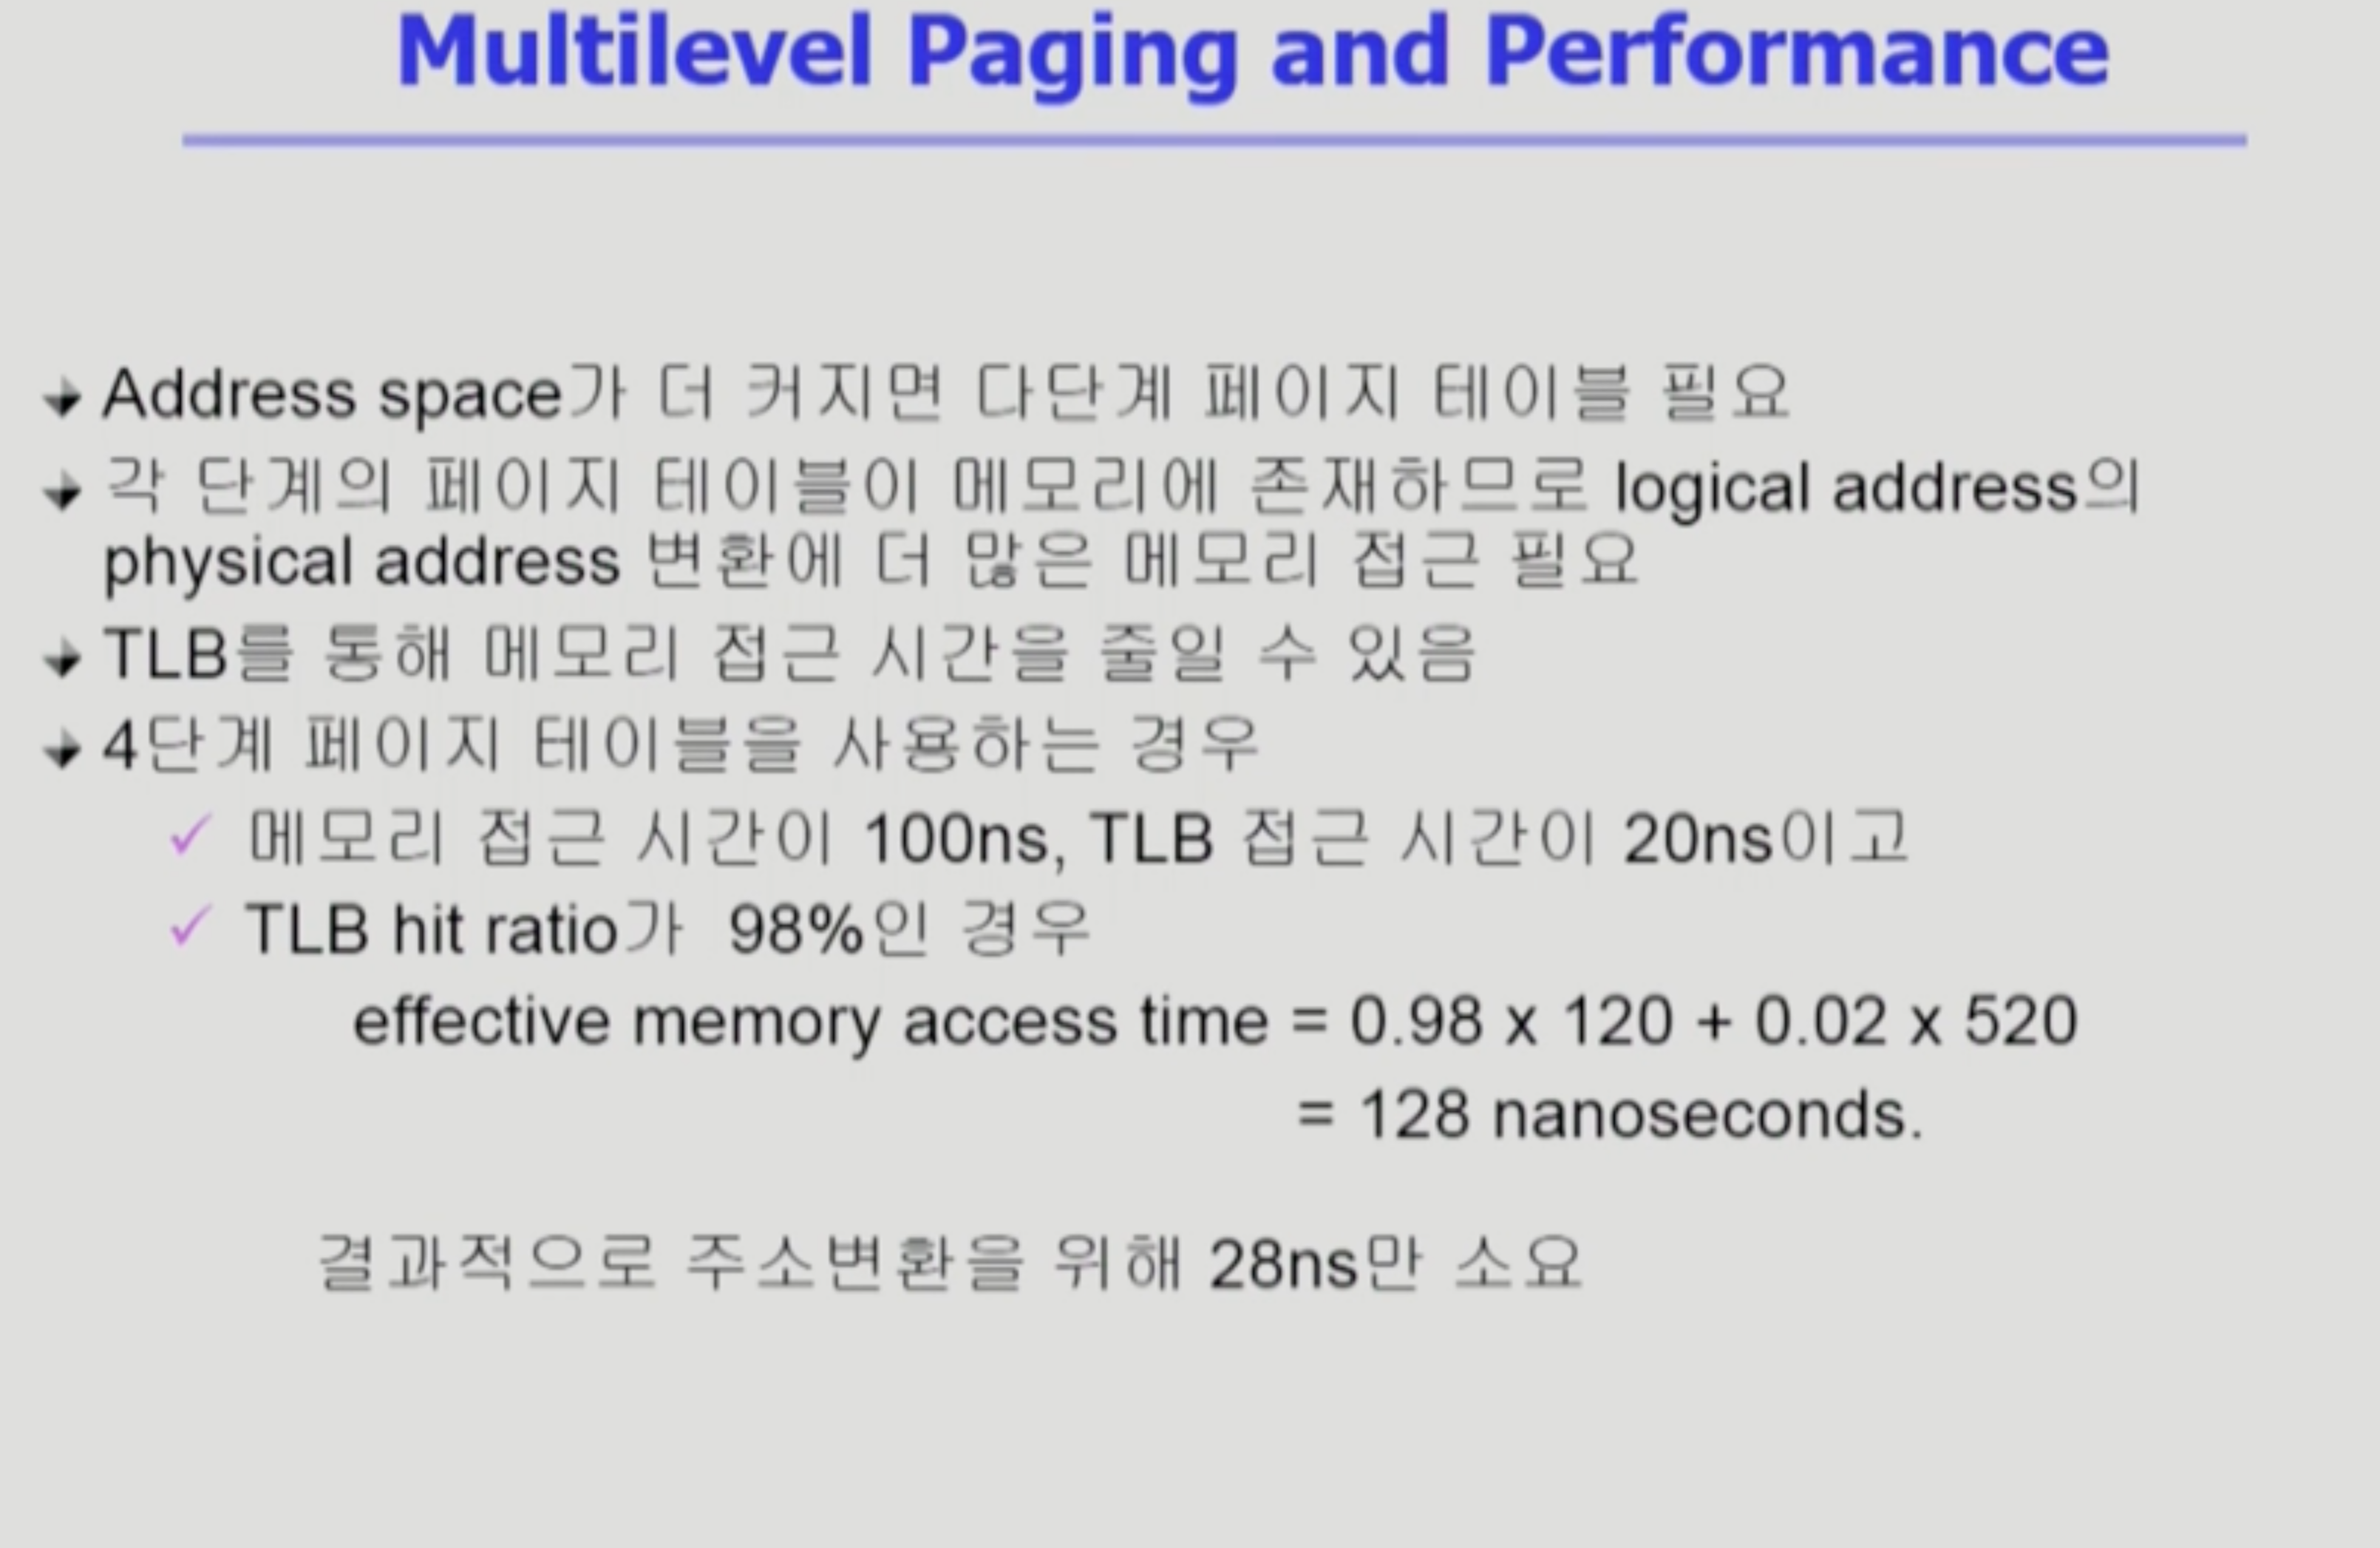 Multilevel Paging and Performance
Address space가 더 커지면 다단계 페이지 테이블 필요
각 단계의 페이지 테이블이 메모리에 존재하므로 logical address의
physical address 변환에 더 많은 메모리 접근 필요
TLB를 통해 메모리 접근 시간을 줄일 수 있음
4단계 페이지 테이블을 사용하는 경우
메모리 접근 시간이 100ns, TLB 접근 시간이 20ns이고
TLB hit ratio가 98%인 경우
effective memory access time = 0.98 x 120 + 0.02 x 520
= 128 nanoseconds.
결과적으로 주소변환을 위해 28ns만 소요